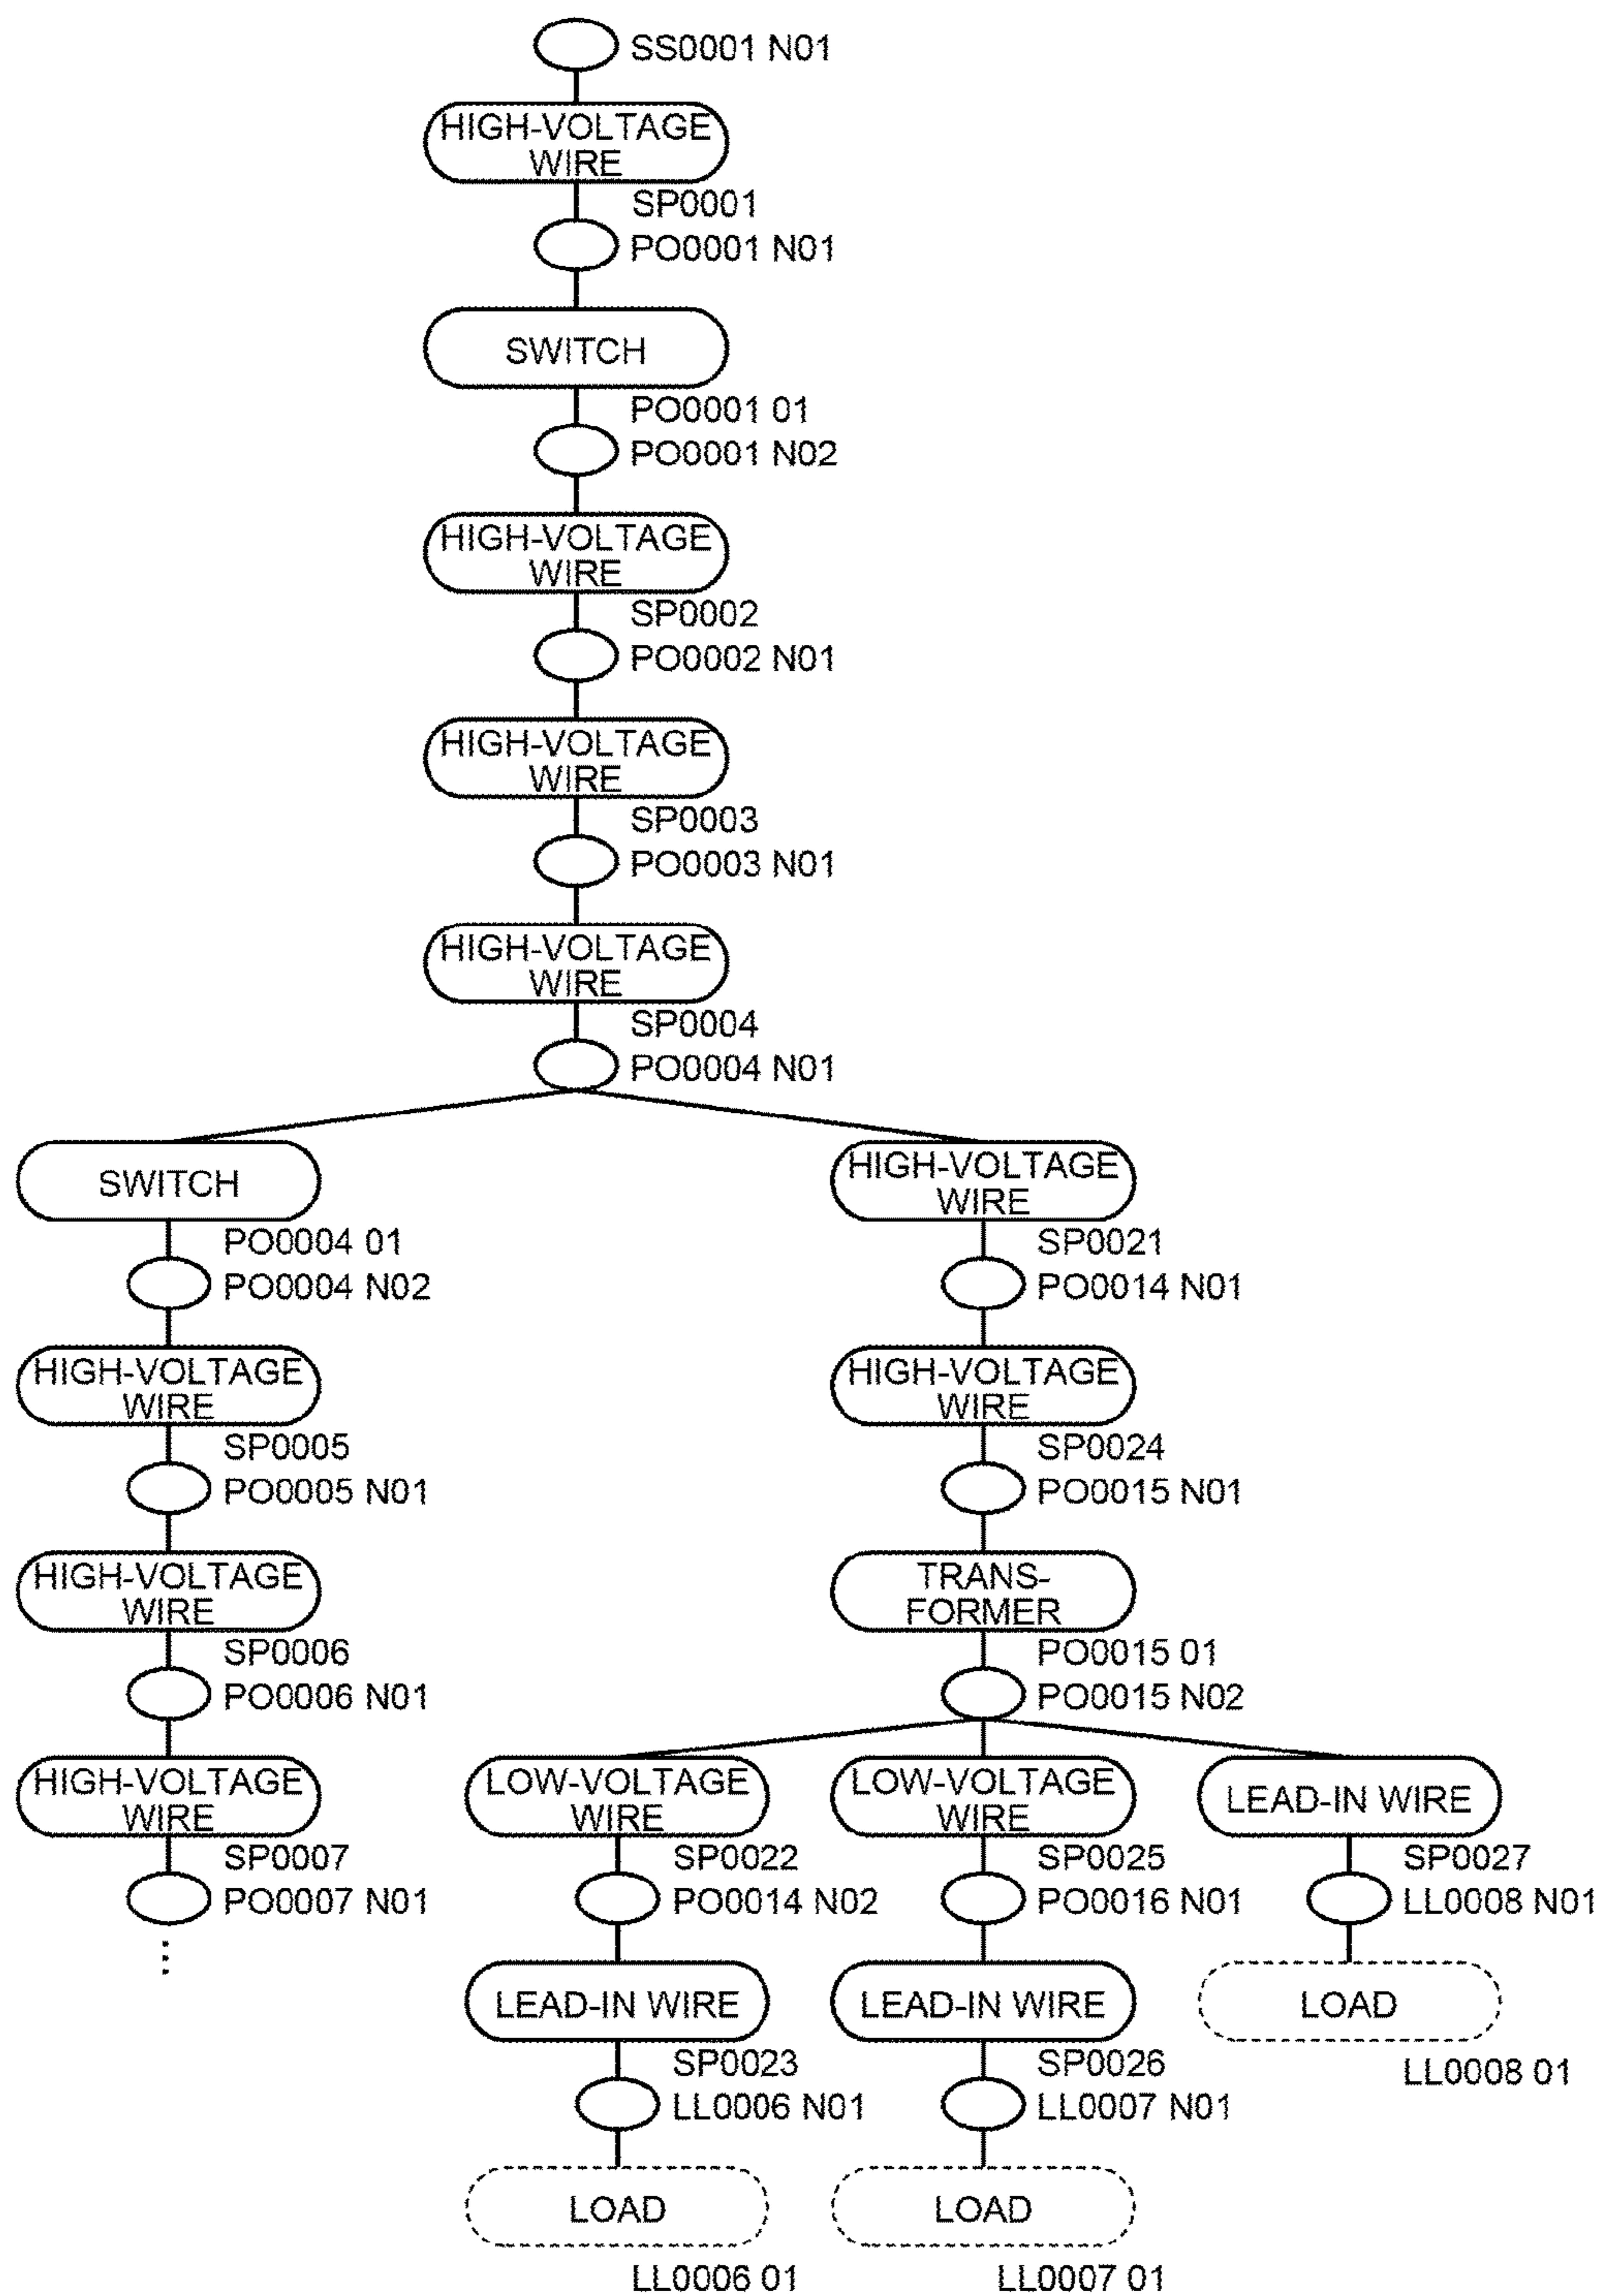 SS0001 N01
HIGH-VOLTAGE
WIRE
SP0001
PO0001 N01
SWITCH
PO0001 01
PO0001 N02
HIGH-VOLTAGE
WIRE
SP0002
PO0002 N01
HIGH-VOLTAGE
WIRE
SP0003
PO0003 N01
HIGH-VOLTAGE
WIRE
SP0004
PO0004 N01
SWITCH
PO0004 01
PO0004 N02
HIGH-VOLTAGE
WIRE
SP0005
PO0005 N01
HIGH-VOLTAGE
WIRE
SP0006
PO0006 N01
HIGH-VOLTAGE
WIRE
SP0007
PO0007 N01
⋮
HIGH-VOLTAGE
WIRE
SP0021
PO0014 N01
HIGH-VOLTAGE
WIRE
SP0024
PO0015 N01
TRANS-
FORMER
PO0015 01
PO0015 N02
LOW-VOLTAGE
WIRE
SP0022
PO0014 N02
LEAD-IN WIRE
SP0023
LL0006 N01
LOAD
LL0006 01
LOW-VOLTAGE
WIRE
SP0025
PO0016 N01
LEAD-IN WIRE
SP0026
LL0007 N01
LOAD
LL0007 01
LEAD-IN WIRE
SP0027
LL0008 N01
LOAD
LL0008 01